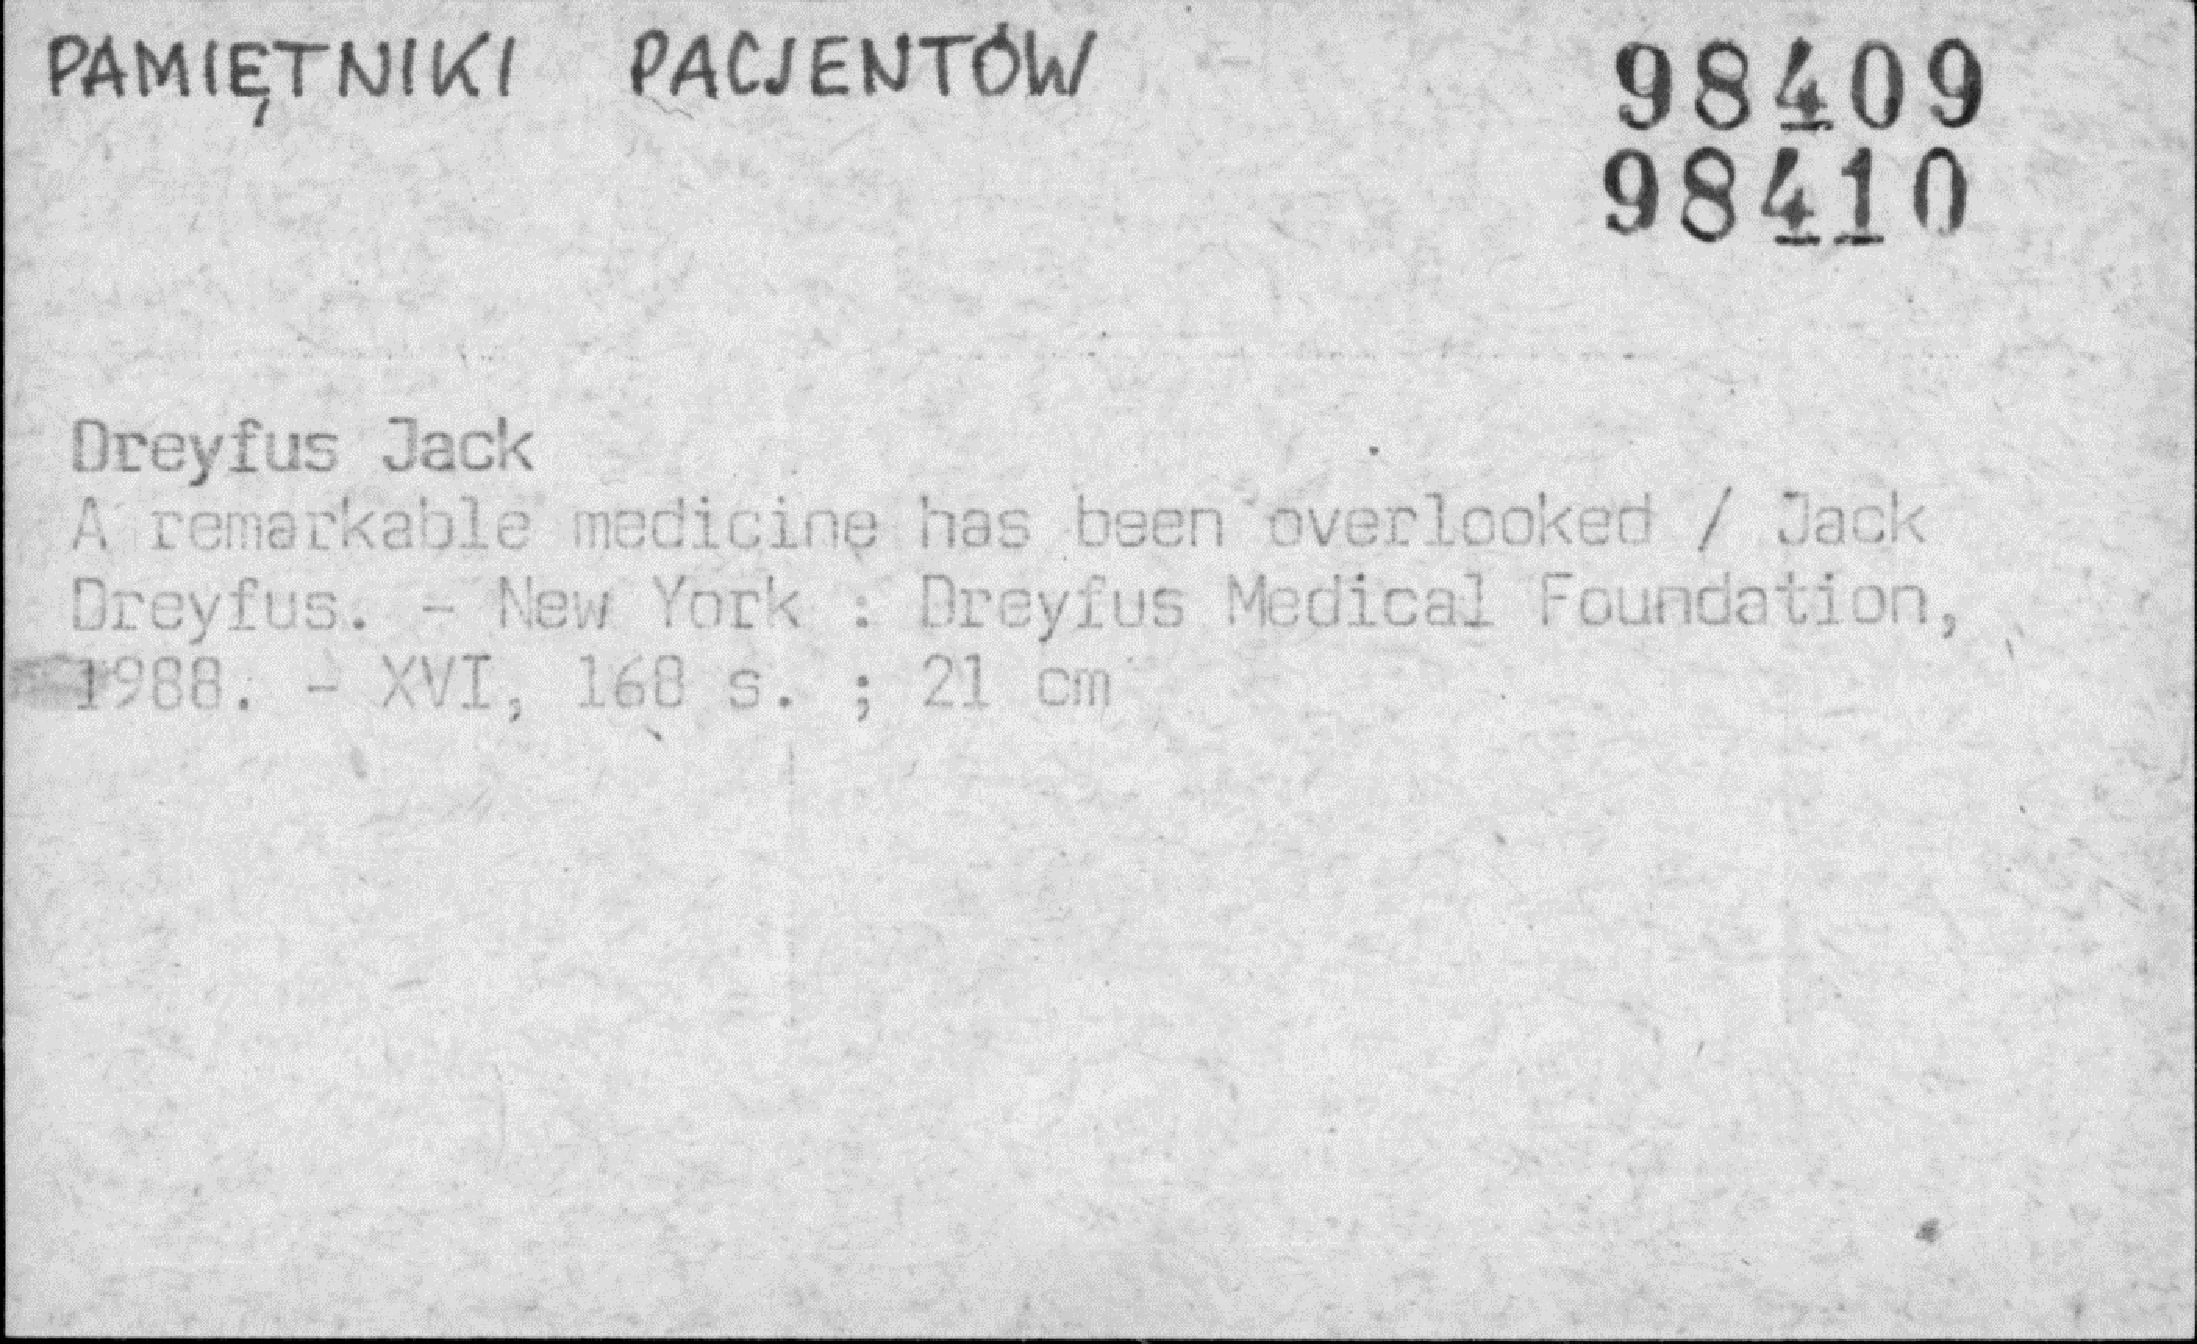 PAMIĘTNIKI PACJENTÓW
98409
98410
Dreyfus Jack
A remarkable medicine has been overlooked / Jack
Dreyfus. - New York : Dreyfus Medical Foundation,
1988. - XVI, 168 s. ; 21 cm